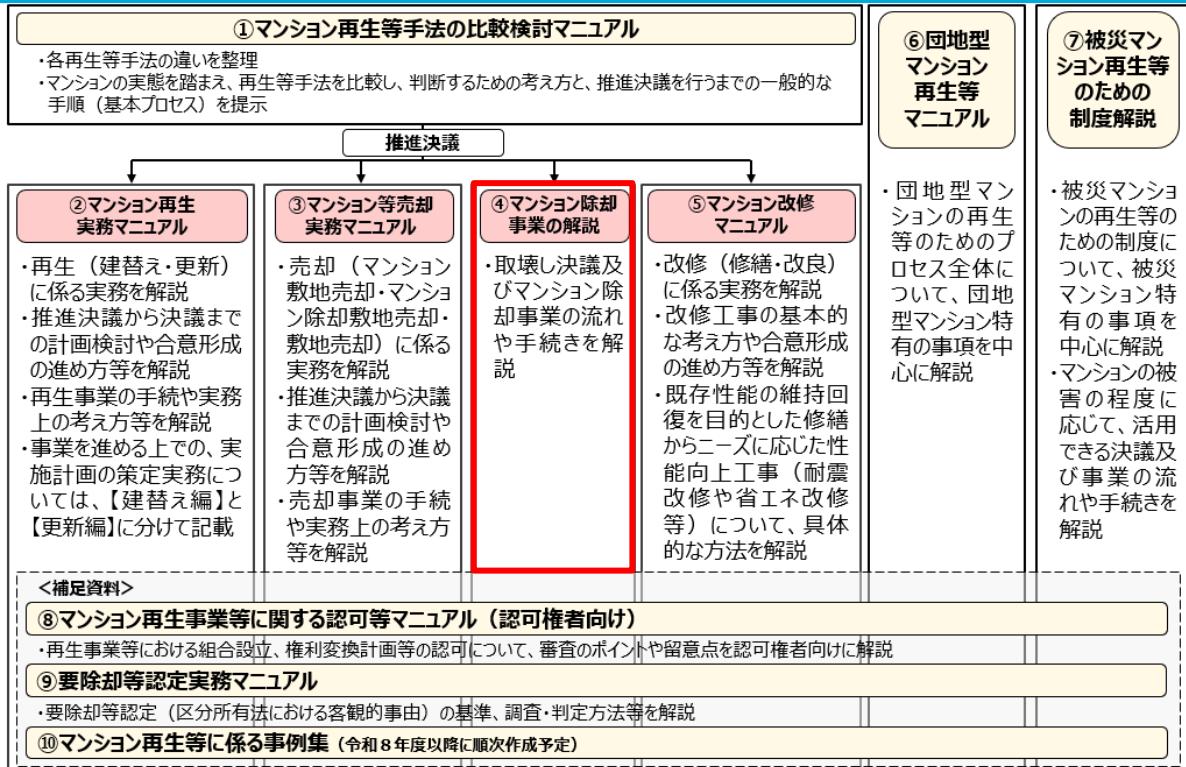 ①マンション再生等手法の比較検討マニュアル
・各再生等手法の違いを整理
・マンションの実態を踏まえ、再生等手法を比較し、判断するための考え方と、推進決議を行うまでの一般的な
手順（基本プロセス）を提示
推進決議
②マンション再生
実務マニュアル
・再生（建替え・更新）
に係る実務を解説
・推進決議から決議まで
の計画検討や合意形成
の進め方等を解説
・再生事業の手続や実務
上の考え方等を解説
・事業を進める上での、実
施計画の策定実務につ
いては、【建替え編】と
【更新編】に分けて記載
③マンション等売却
実務マニュアル
・売却（マンション
敷地売却・マンショ
ン除却敷地売却・
敷地売却）に係る
実務を解説
・推進決議から決議
までの計画検討や
合意形成の進め
方等を解説
・売却事業の手続
や実務上の考え方
等を解説
④マンション除却
事業の解説
・取壊し決議及
びマンション除
却事業の流れ
や手続きを解
説
⑤マンション改修
マニュアル
・改修（修繕・改良）
に係る実務を解説
・改修工事の基本的
な考え方や合意形成
の進め方等を解説
・既存性能の維持回
復を目的とした修繕
からニーズに応じた性
能向上工事（耐震
改修や省エネ改修
等）について、具体
的な方法を解説
⑥団地型
マンション
再生等
マニュアル
・団地型マン
ションの再生
等のためのプ
ロセス全体に
ついて、団地
型マンション特
有の事項を中
心に解説
⑦被災マン
ション再生等
のための
制度解説
・被災マンショ
ンの再生等の
ための制度に
ついて、被災
マンション特
有の事項を
中心に解説
・マンションの被
害の程度に
応じて、活用
できる決議及
び事業の流
れや手続きを
解説
＜補足資料＞
⑧マンション再生事業等に関する認可等マニュアル（認可権者向け）
・再生事業等における組合設立、権利変換計画等の認可について、審査のポイントや留意点を認可権者向けに解説
⑨要除却等認定実務マニュアル
・要除却等認定（区分所有法における客観的事由）の基準、調査・判定方法等を解説
⑩マンション再生等に係る事例集（令和８年度以降に順次作成予定）